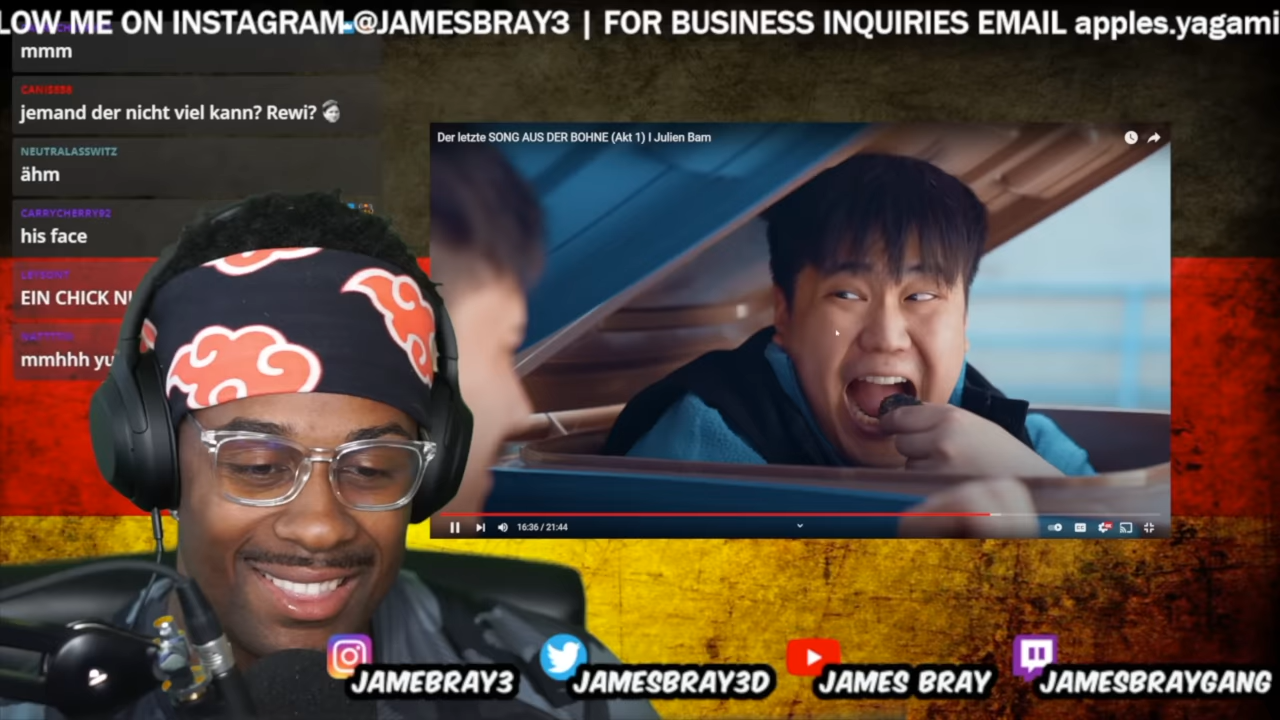 LOW ME ON INSTAGRAM @JAMESBRAY3 | FOR BUSINESS INQUIRIES EMAIL apples.yagami
mmm
CANIS888
jemand der nicht viel kann? Rewi?
NEUTRALASSWITZ
ähm
CARRYCHERRY92
his face
EIN CHICK
mmhhh yu
Der letzte SONG AUS DER BOHNE (Akt 1) I Julien Bam
16:36 / 21:44
JAMEBRAY3
JAMESBRAY3D
JAMES BRAY
JAMESBRAYGANG